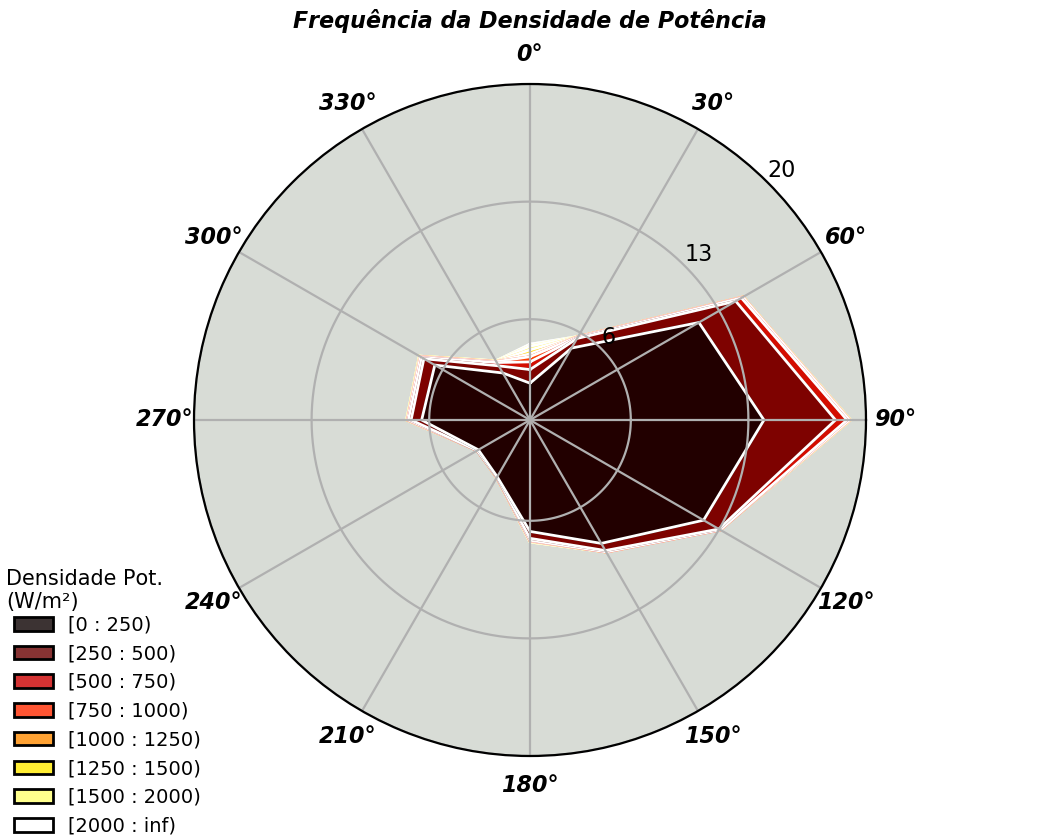 Frequência da Densidade de Potência
0°
330°
30°
20
300°
60°
13
6
270°
90°
240°
120°
210°
150°
180°
Densidade Pot.
(W/m²)
[0 : 250)
[250 : 500)
[500 : 750)
[750 : 1000)
[1000 : 1250)
[1250 : 1500)
[1500 : 2000)
[2000 : inf)